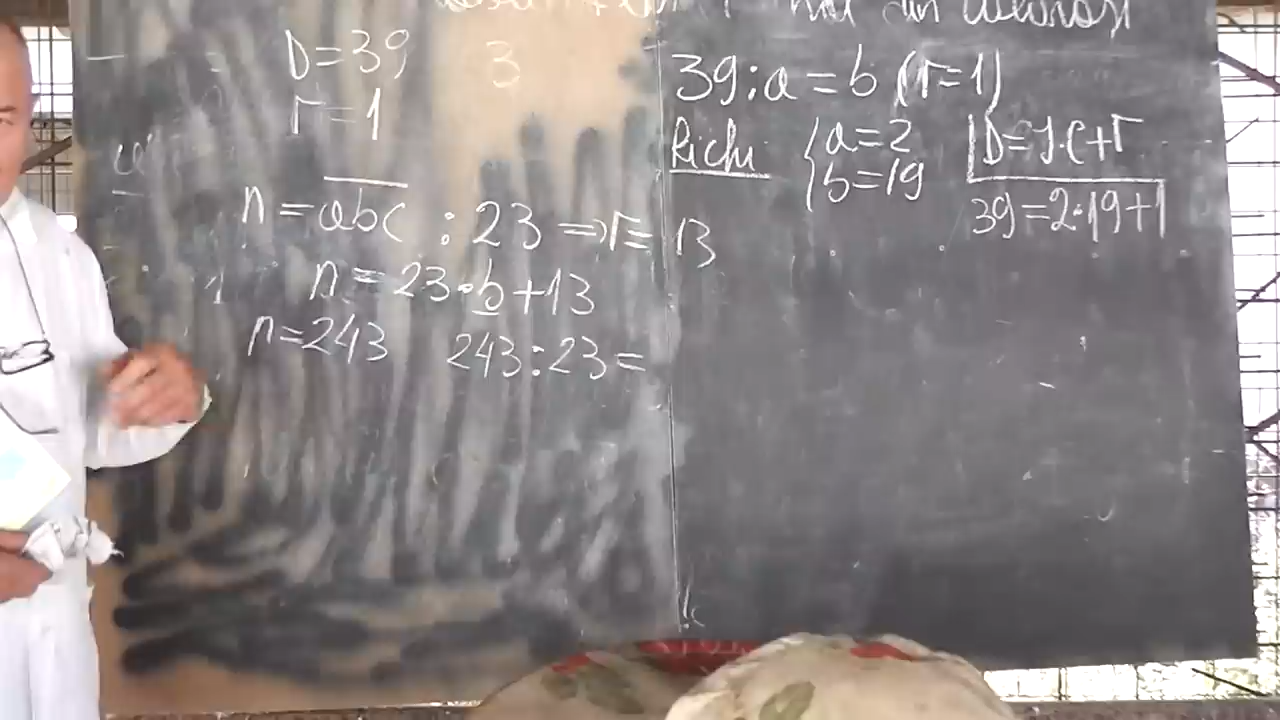 D=39 3
r=1
n=abc : 23 ⇒ r= 13
n=23·b+13
n=243 243:23=
39:a=b (r=1)
a=2
b=19
D=J·C+r
39=2·19+1